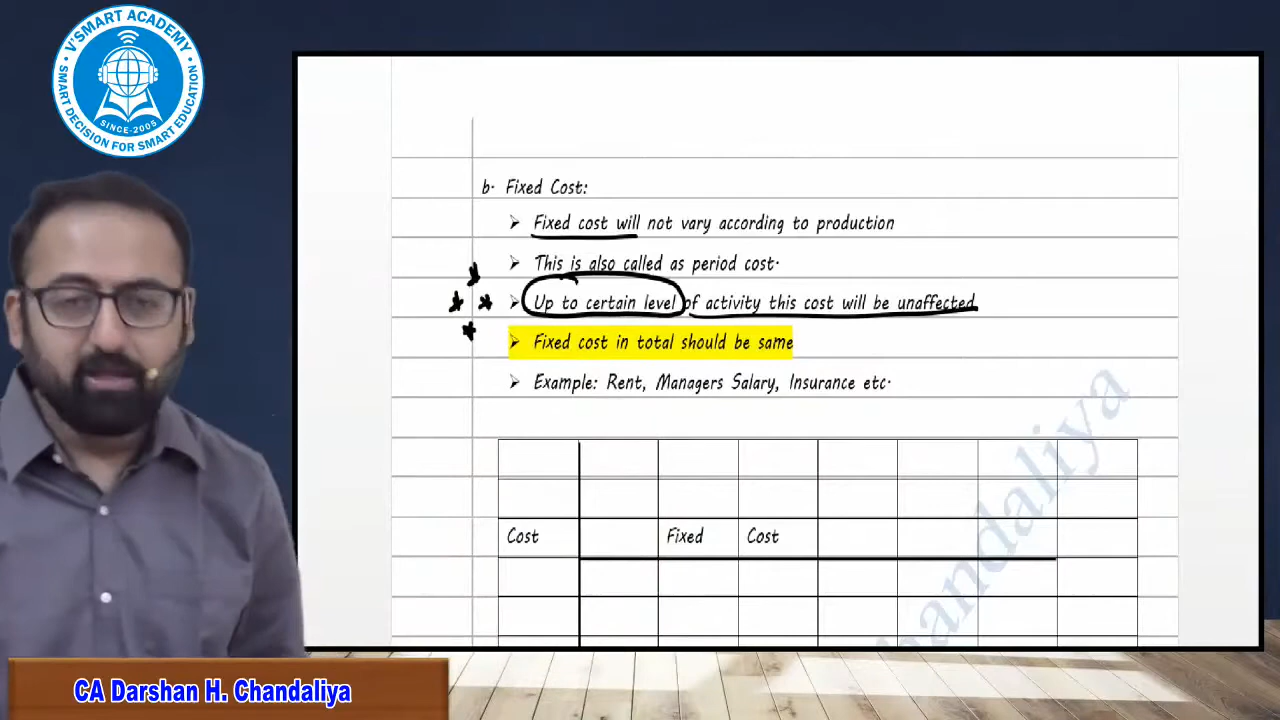 V'SMART ACADEMY
SMART DECISION FOR SMART EDUCATION
SINCE-2005
b. Fixed Cost:
➢ Fixed cost will not vary according to production
➢ This is also called as period cost.
➢ Up to certain level of activity this cost will be unaffected
➢ Fixed cost in total should be same
➢ Example: Rent, Managers Salary, Insurance etc.
Cost Fixed Cost
CA Darshan H. Chandaliya